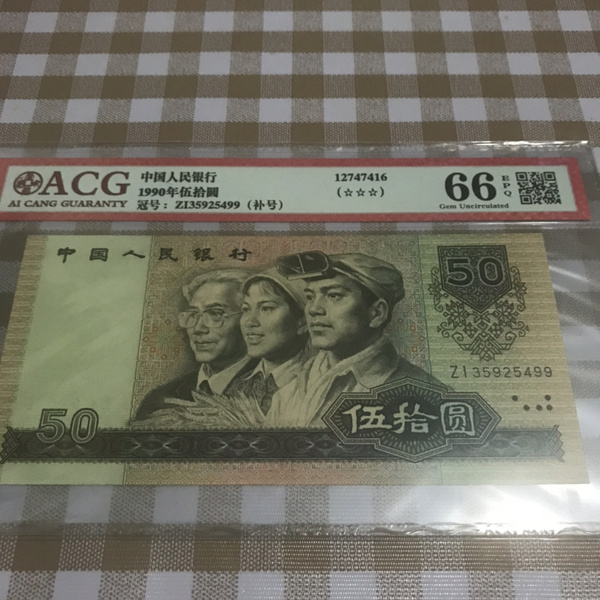 ACG
AI CANG GUARANTY
中国人民银行
1990年伍拾圆
冠号：ZI35925499（补号）
12747416
(☆☆☆)
66 EPQ
Gem Uncirculated
中国人民银行
50
ZI35925499
伍拾圆
50